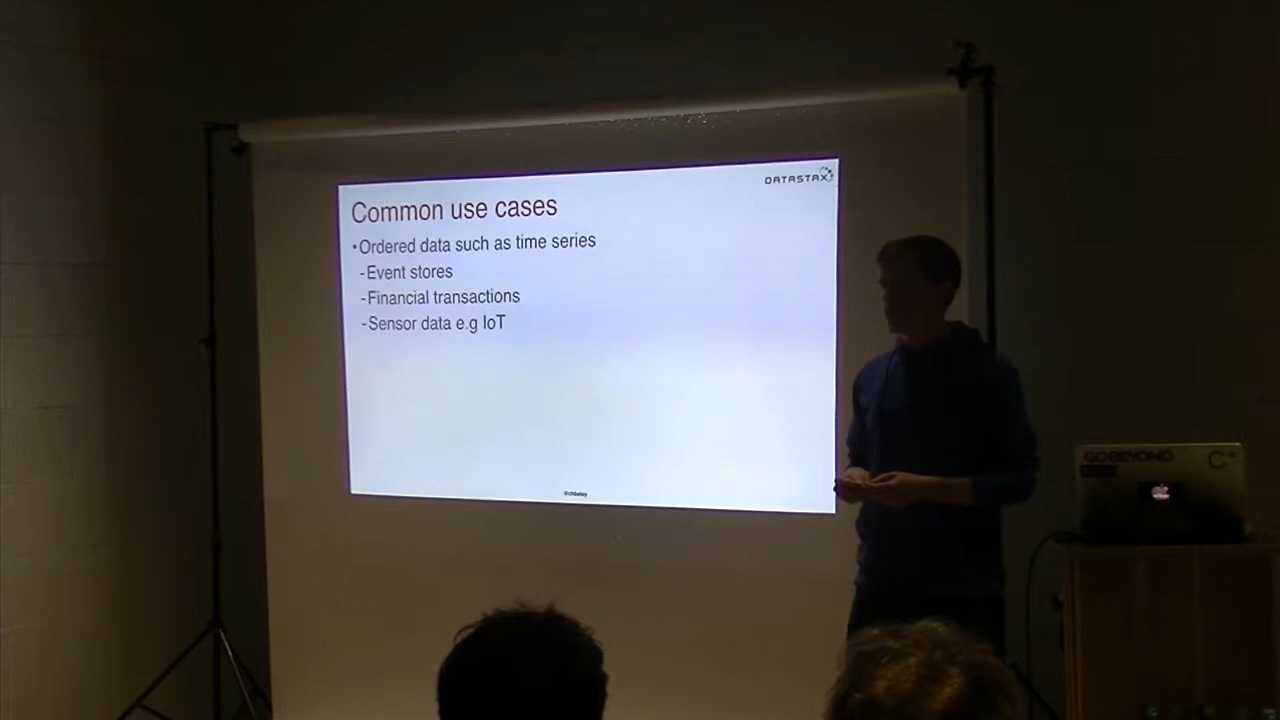 DATASTAX
Common use cases
•Ordered data such as time series
-Event stores
-Financial transactions
-Sensor data e.g IoT
@chbatey
GO BEYOND
C*